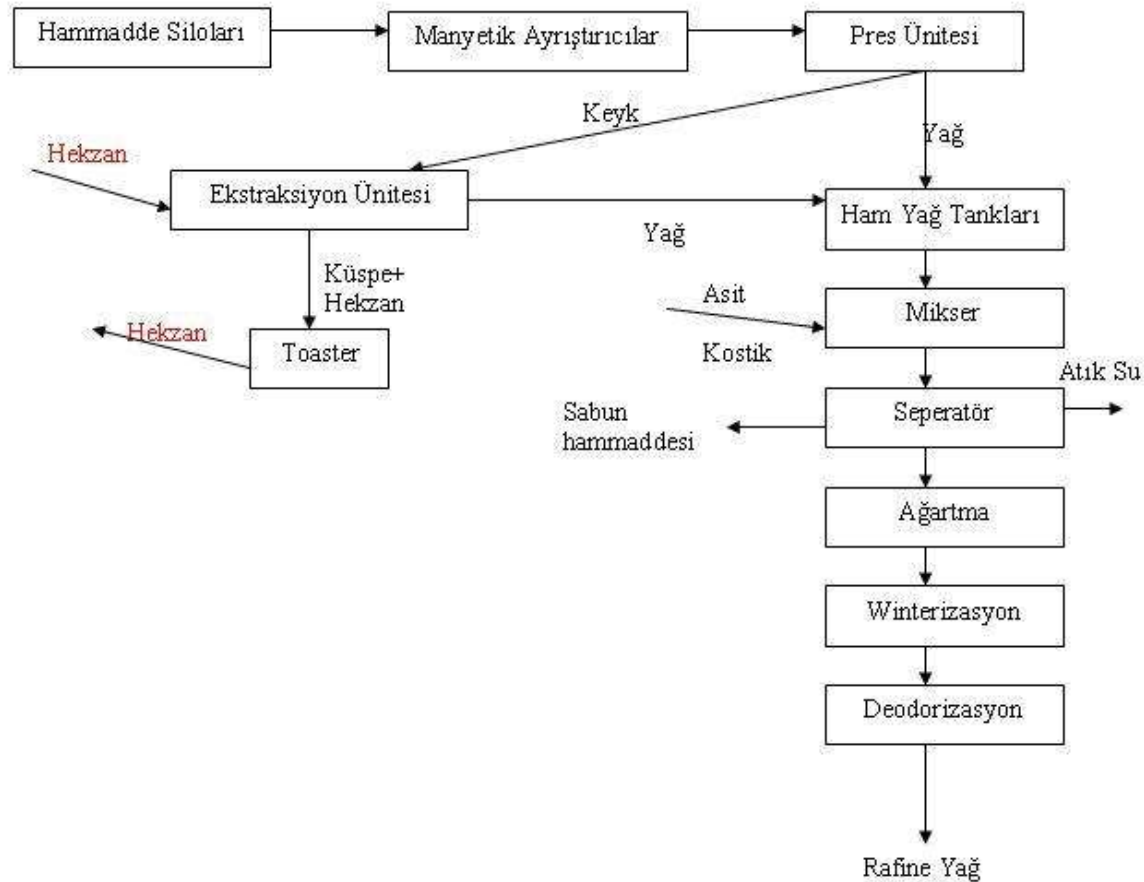 Hammadde Siloları
Manyetik Ayrıştırıcılar
Pres Ünitesi
Keyk
Yağ
Hekzan
Ekstraksiyon Ünitesi
Ham Yağ Tankları
Yağ
Küspe+
Hekzan
Asit
Mikser
Hekzan
Toaster
Kostik
Atık Su
Sabun
hammaddesi
Seperatör
Ağartma
Winterizasyon
Deodorizasyon
Rafine Yağ